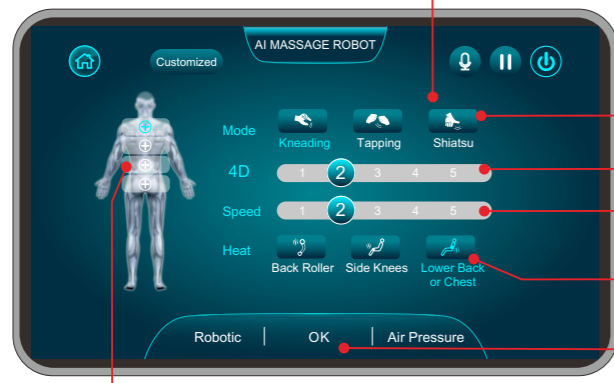 AI MASSAGE ROBOT
Customized
Mode
Kneading
Tapping
Shiatsu
4D
1 2 3 4 5
Speed
1 2 3 4 5
Heat
Back Roller
Side Knees
Lower Back
or Chest
Robotic
OK
Air Pressure